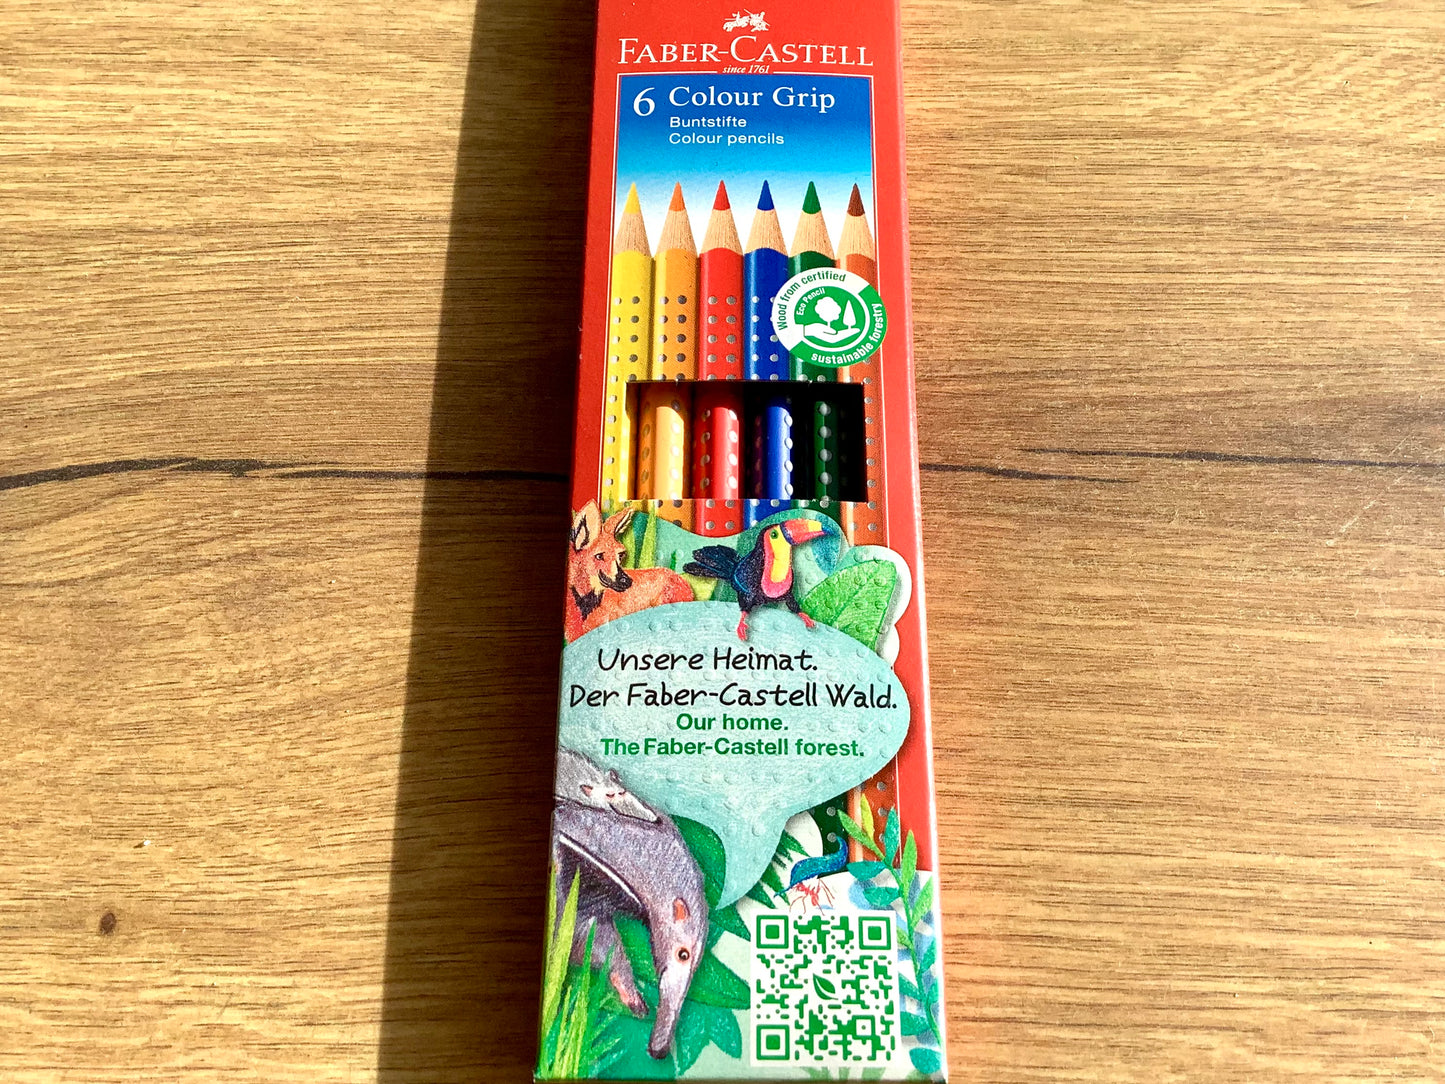 FABER-CASTELL
since 1761
6 Colour Grip
Buntstifte
Colour pencils
Wood from certified
Eco Pencil
sustainable forestry
Unsere Heimat.
Der Faber-Castell Wald.
Our home.
The Faber-Castell forest.